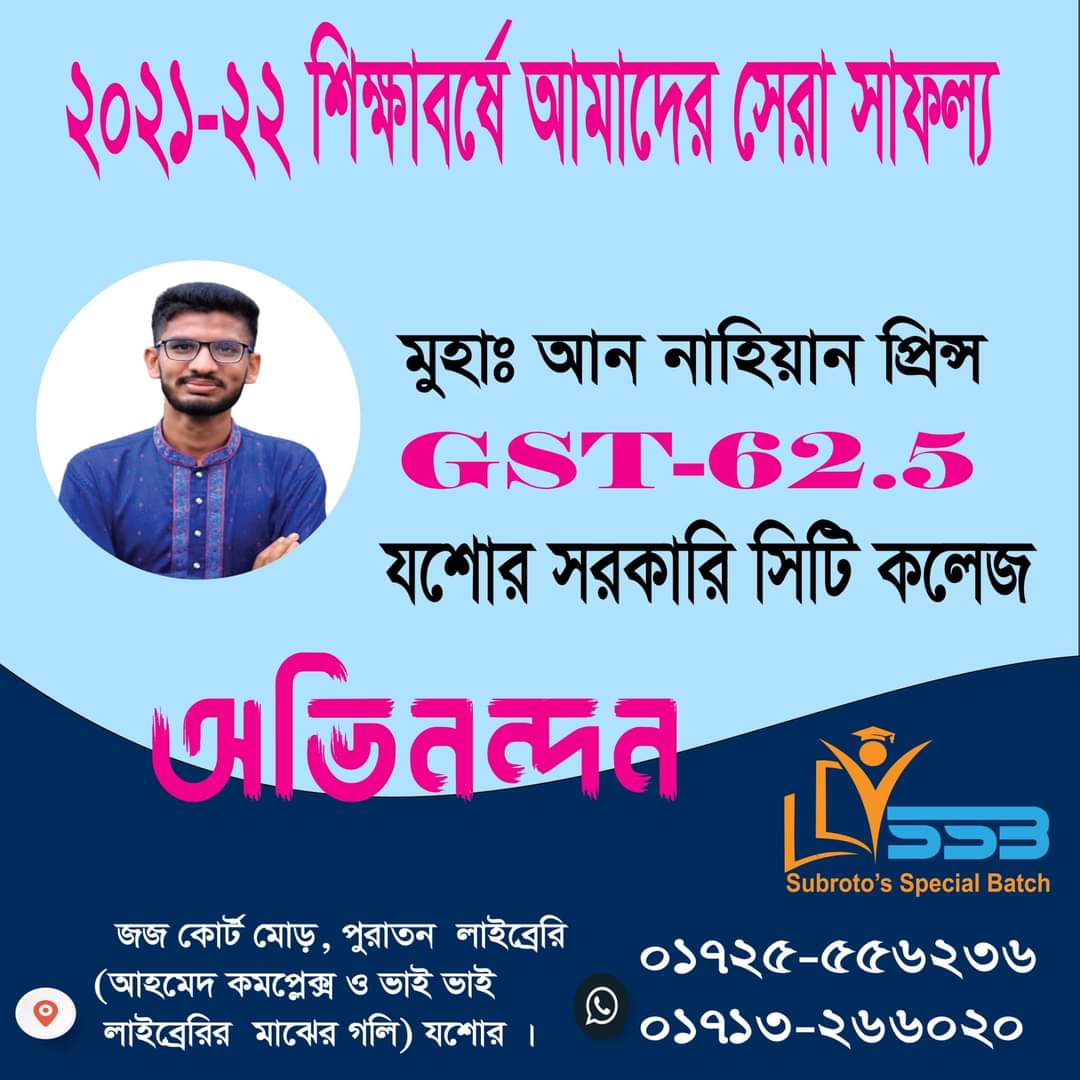 ২০২১-২২ শিক্ষাবর্ষে আমাদের সেরা সাফল্য
মুহাঃ আন নাহিয়ান প্রিন্স
GST-62.5
যশোর সরকারি সিটি কলেজ
অভিনন্দন
SSB
Subroto's Special Batch
জজ কোর্ট মোড়, পুরাতন লাইব্রেরি
(আহমেদ কমপ্লেক্স ও ভাই ভাই
লাইব্রেরির মাঝের গলি) যশোর ।
০১৭২৫-৫৫৬২৩৬
০১৭১৩-২৬৬০২০